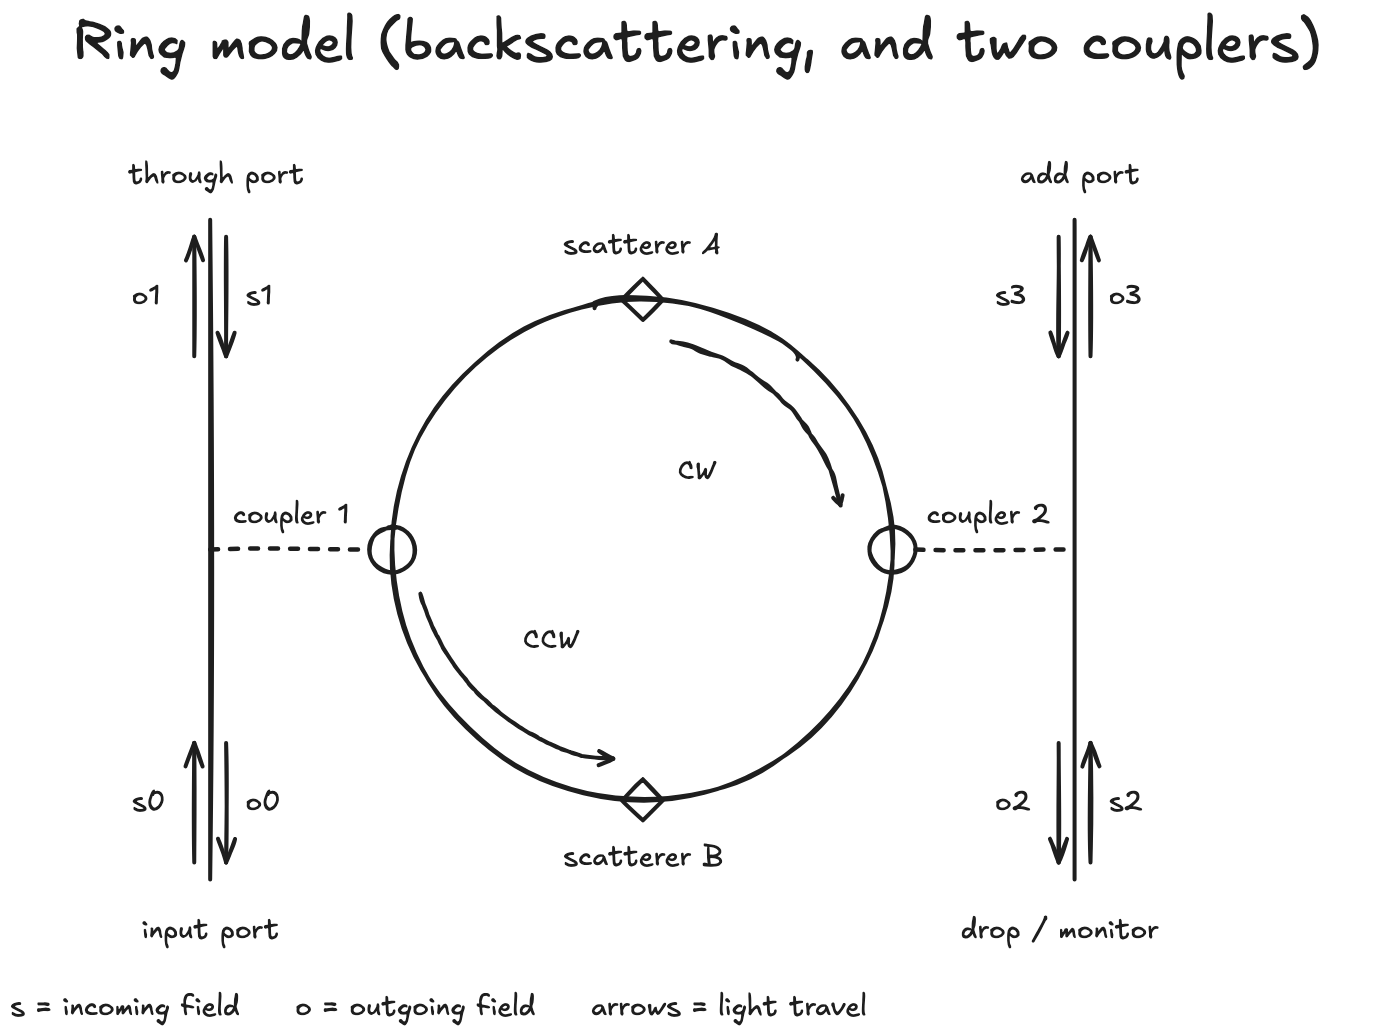 Ring model (backscattering, and two couplers)
through port
add port
scatterer A
o1
s1
s3
o3
CW
coupler 1
coupler 2
CCW
s0
o0
o2
s2
scatterer B
input port
drop / monitor
s = incoming field
o = outgoing field
arrows = light travel